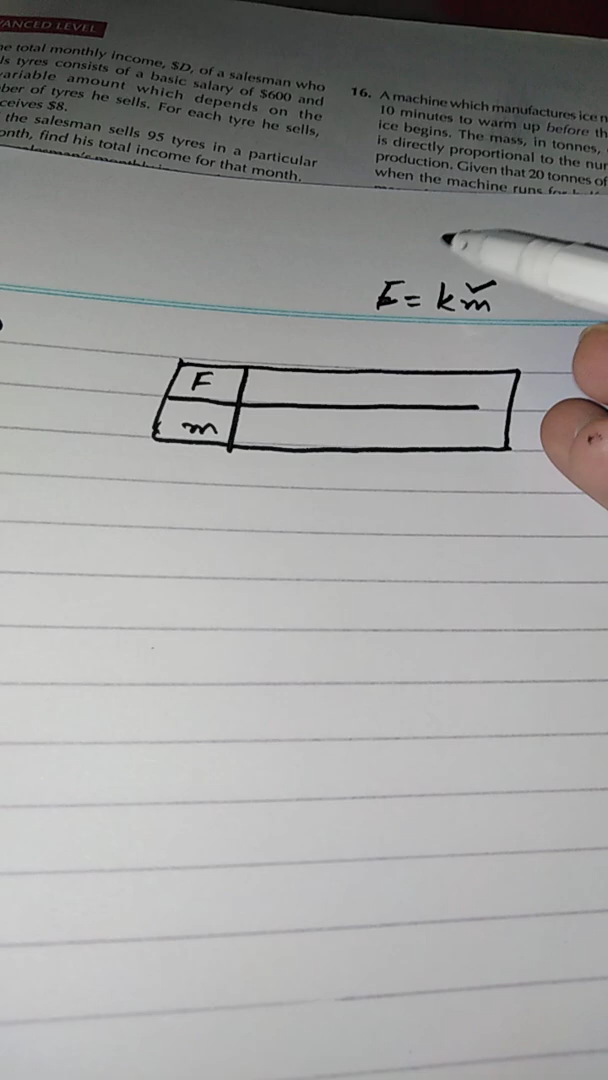 VANCED LEVEL
e total monthly income, $D, of a salesman who
ls tyres consists of a basic salary of $600 and
variable amount which depends on the
ber of tyres he sells. For each tyre he sells,
ceives $8.
the salesman sells 95 tyres in a particular
onth, find his total income for that month.
16. A machine which manufactures ice n
10 minutes to warm up before th
ice begins. The mass, in tonnes,
is directly proportional to the nu
production. Given that 20 tonnes of
when the machine runs for
F = km
F
m